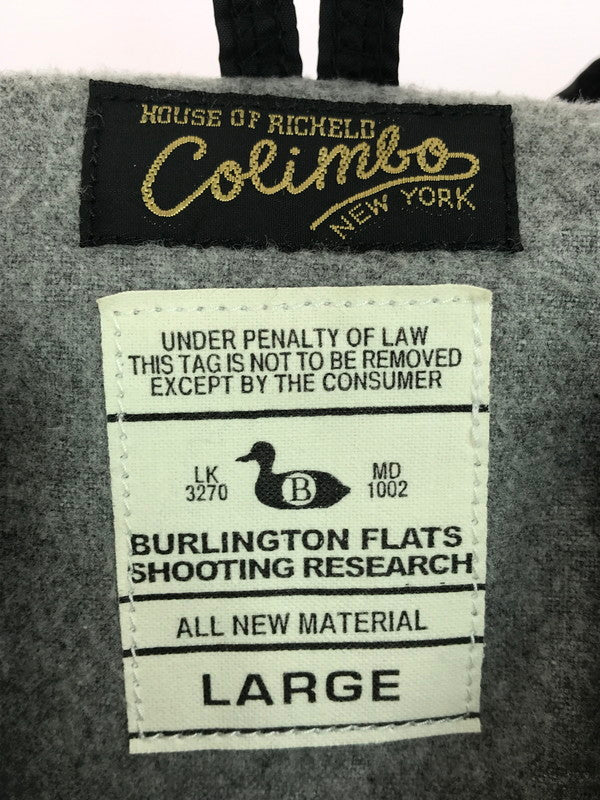 HOUSE OF RICHELD
Colimbo
NEW YORK
UNDER PENALTY OF LAW
THIS TAG IS NOT TO BE REMOVED
EXCEPT BY THE CONSUMER
LK
3270
B
MD
1002
BURLINGTON FLATS
SHOOTING RESEARCH
ALL NEW MATERIAL
LARGE